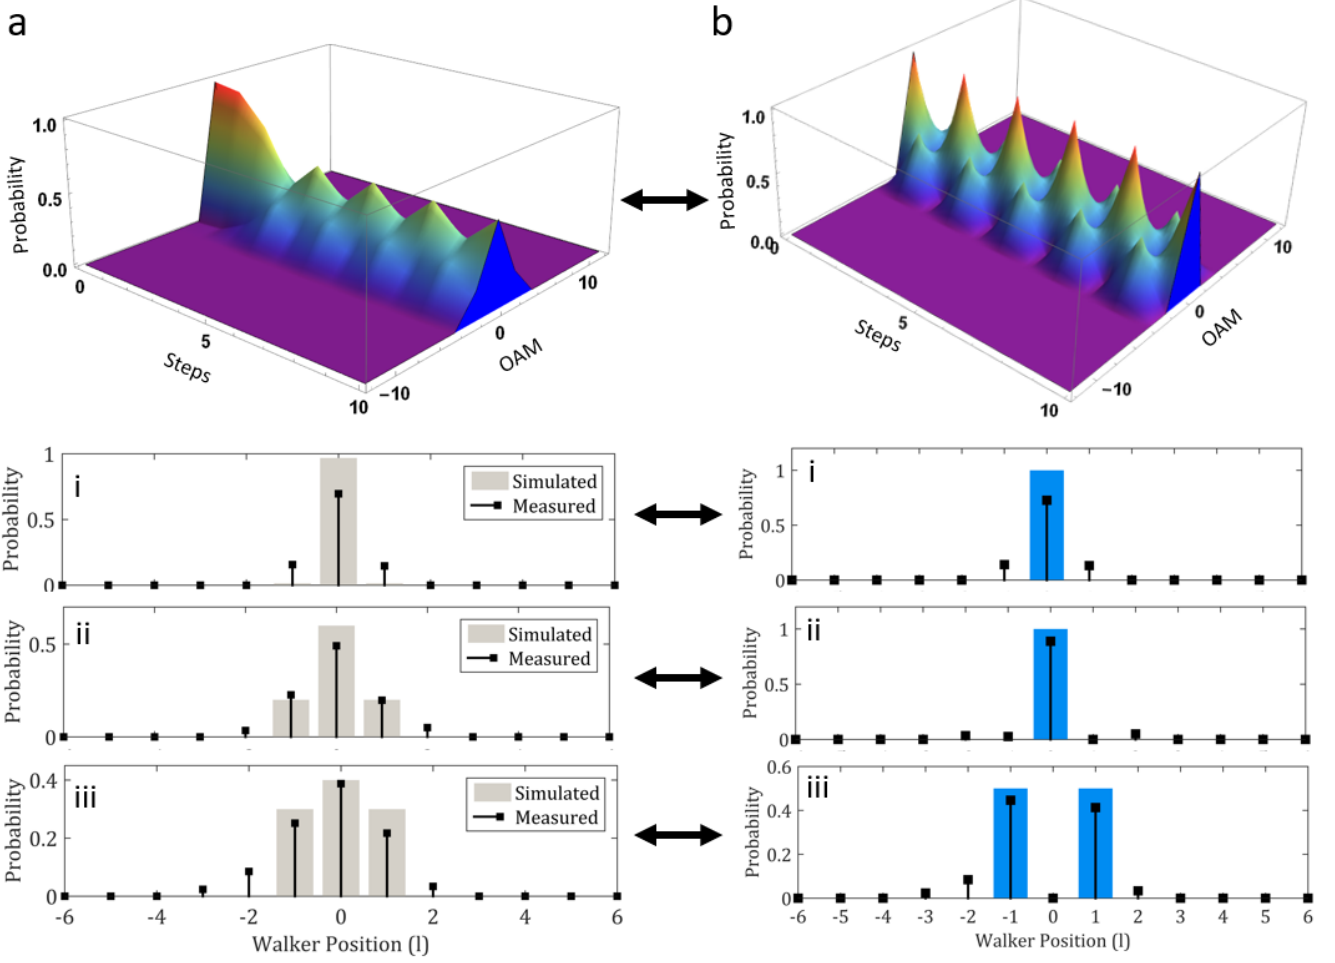 a
1.0
0.5
0.0
Probability
0
5
10
Steps
−10
0
10
OAM
b
1.0
0.5
0.0
Probability
0
5
10
Steps
−10
0
10
OAM
i
1
0.5
0
Probability
Simulated
Measured
i
1
0.5
0
Probability
ii
0.5
0
Probability
Simulated
Measured
ii
1
0.5
0
Probability
iii
0.4
0.2
0
Probability
Simulated
Measured
-6 -4 -2 0 2 4 6
Walker Position (l)
iii
0.6
0.4
0.2
0
Probability
-6 -5 -4 -3 -2 -1 0 1 2 3 4 5 6
Walker Position (l)